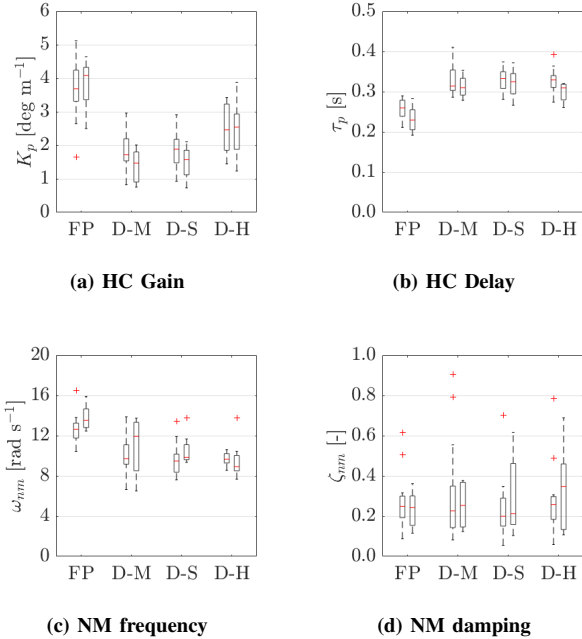 6
5
4
3
2
1
0
K_p [deg m⁻¹]
FP D-M D-S D-H
(a) HC Gain
0.5
0.4
0.3
0.2
0.1
0
τ_p [s]
FP D-M D-S D-H
(b) HC Delay
20
16
12
8
4
0
ω_nm [rad s⁻¹]
FP D-M D-S D-H
(c) NM frequency
1.0
0.8
0.6
0.4
0.2
0.0
ζ_nm [-]
FP D-M D-S D-H
(d) NM damping